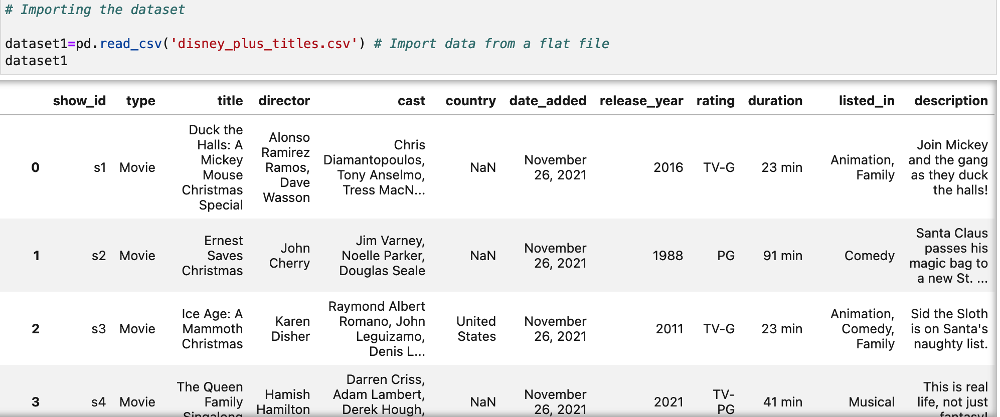 # Importing the dataset
dataset1=pd.read_csv('disney_plus_titles.csv') # Import data from a flat file
dataset1
show_id type title director cast country date_added release_year rating duration listed_in description
0 s1 Movie Duck the Halls: A Mickey Mouse Christmas Special Alonso Ramirez Ramos, Dave Wasson Chris Diamantopoulos, Tony Anselmo, Tress MacN... NaN November 26, 2021 2016 TV-G 23 min Animation, Family Join Mickey and the gang as they duck the halls!
1 s2 Movie Ernest Saves Christmas John Cherry Jim Varney, Noelle Parker, Douglas Seale NaN November 26, 2021 1988 PG 91 min Comedy Santa Claus passes his magic bag to a new St. ...
2 s3 Movie Ice Age: A Mammoth Christmas Karen Disher Raymond Albert Romano, John Leguizamo, Denis L... United States November 26, 2021 2011 TV-G 23 min Animation, Comedy, Family Sid the Sloth is on Santa's naughty list.
3 s4 Movie The Queen Family Singalong Hamish Hamilton Darren Criss, Adam Lambert, Derek Hough, NaN November 26, 2021 2021 TV-PG 41 min Musical This is real life, not just fantasy!